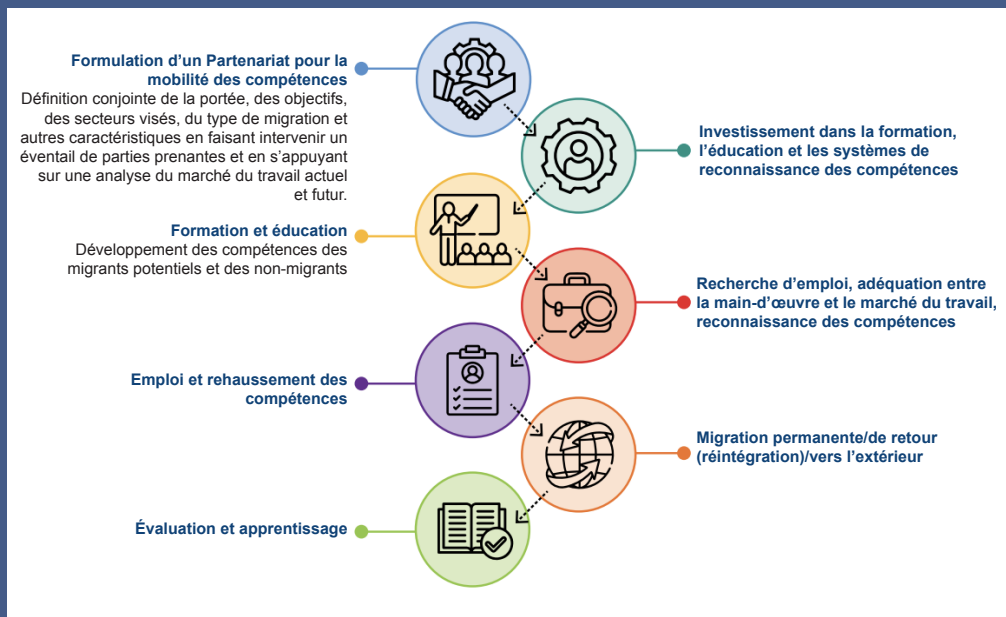 Formulation d’un Partenariat pour la
mobilité des compétences
Définition conjointe de la portée, des objectifs,
des secteurs visés, du type de migration et
autres caractéristiques en faisant intervenir un
éventail de parties prenantes et en s’appuyant
sur une analyse du marché du travail actuel
et futur.
Investissement dans la formation,
l’éducation et les systèmes de
reconnaissance des compétences
Formation et éducation
Développement des compétences des
migrants potentiels et des non-migrants
Recherche d’emploi, adéquation entre
la main-d’œuvre et le marché du travail,
reconnaissance des compétences
Emploi et rehaussement des
compétences
Migration permanente/de retour
(réintégration)/vers l’extérieur
Évaluation et apprentissage